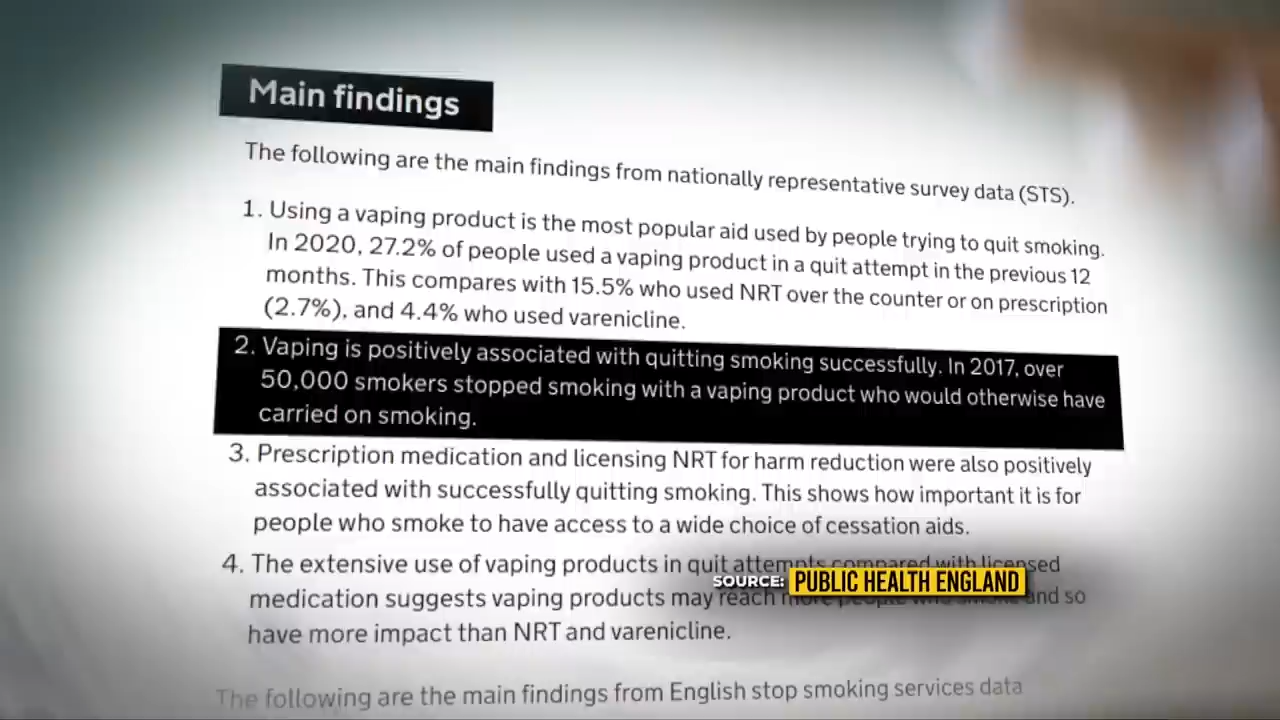 Main findings
The following are the main findings from nationally representative survey data (STS).
1. Using a vaping product is the most popular aid used by people trying to quit smoking.
In 2020, 27.2% of people used a vaping product in a quit attempt in the previous 12
months. This compares with 15.5% who used NRT over the counter or on prescription
(2.7%), and 4.4% who used varenicline.
2. Vaping is positively associated with quitting smoking successfully. In 2017, over
50,000 smokers stopped smoking with a vaping product who would otherwise have
carried on smoking.
3. Prescription medication and licensing NRT for harm reduction were also positively
associated with successfully quitting smoking. This shows how important it is for
people who smoke to have access to a wide choice of cessation aids.
4. The extensive use of vaping products in quit attempts compared with licensed
SOURCE: PUBLIC HEALTH ENGLAND
medication suggests vaping products may reach more people who smoke and so
have more impact than NRT and varenicline.
The following are the main findings from English stop smoking services data